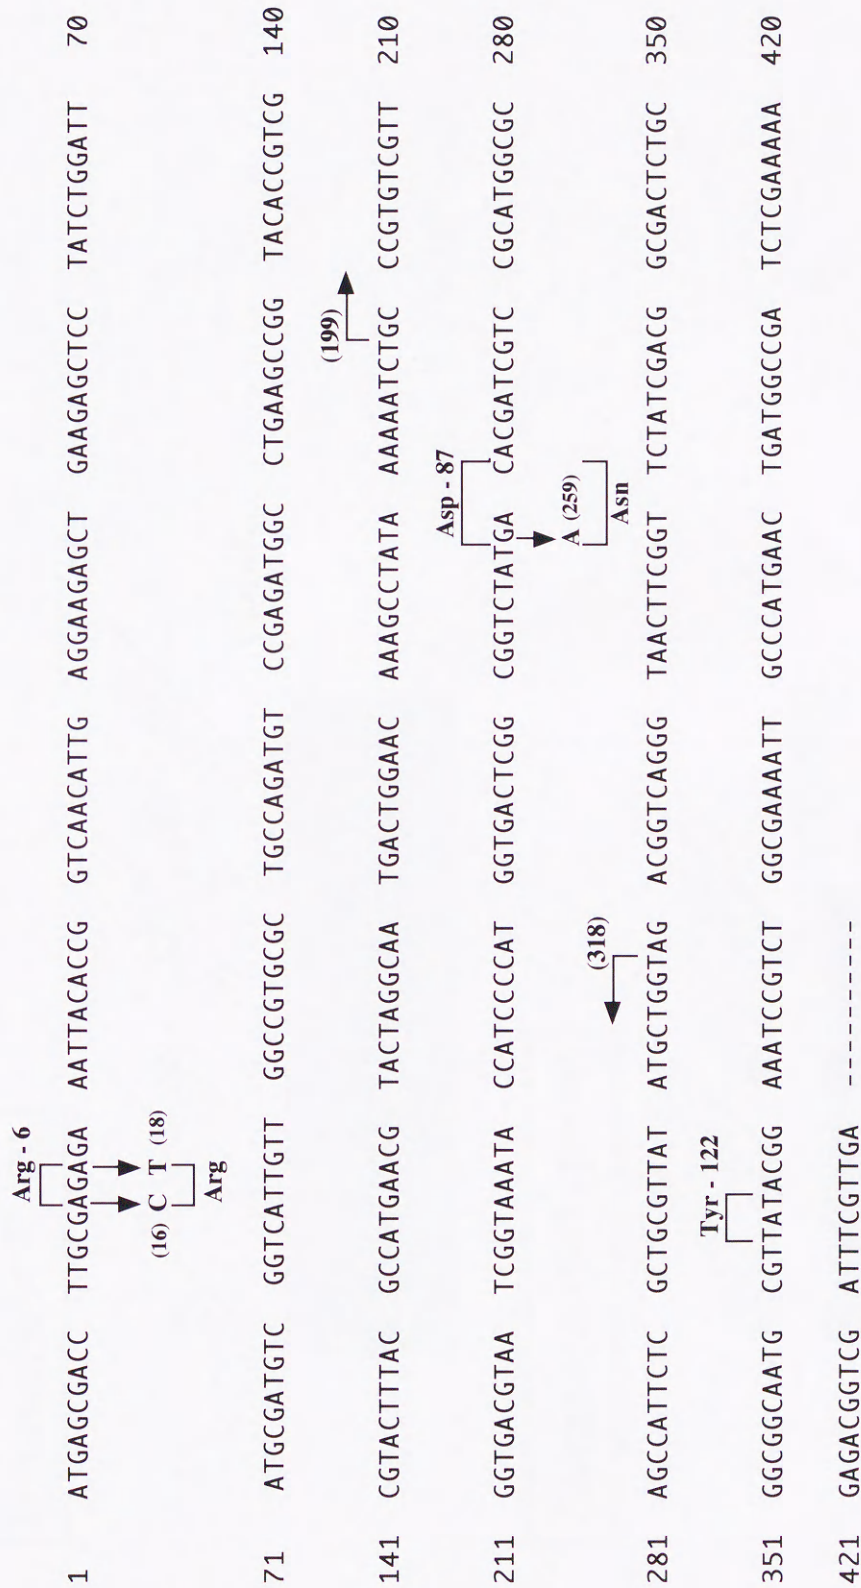 Arg - 6
1 ATGAGCGACC TTGCGAGAGA AATTACACCG GTCAACATTG AGGAAGAGCT GAAGAGCTCC TATCTGGATT 70
(16) C T (18)
Arg
71 ATGCGATGTC GGTCATTGTT GGCCGTGCGC TGCCAGATGT CCGAGATGGC CTGAAGCCGG TACACCGTCG 140
(199)
141 CGTACTTTAC GCCATGAACG TACTAGGCAA TGACTGGAAC AAAGCCTATA AAAAATCTGC CCGTGTCGTT 210
Asp - 87
211 GGTGACGTAA TCGGTAAATA CCATCCCCAT GGTGACTCGG CGGTCTATGA CACGATCGTC CGCATGGCGC 280
A (259)
Asn
(318)
281 AGCCATTCTC GCTGCGTTAT ATGCTGGTAG ACGGTCAGGG TAACTTCGGT TCTATCGACG GCGACTCTGC 350
Tyr - 122
351 GGCGGCAATG CGTTATACGG AAATCCGTCT GGCGAAAATT GCCCATGAAC TGATGGCCGA TCTCGAAAAA 420
421 GAGACGGTCG ATTTCGTTGA ----------